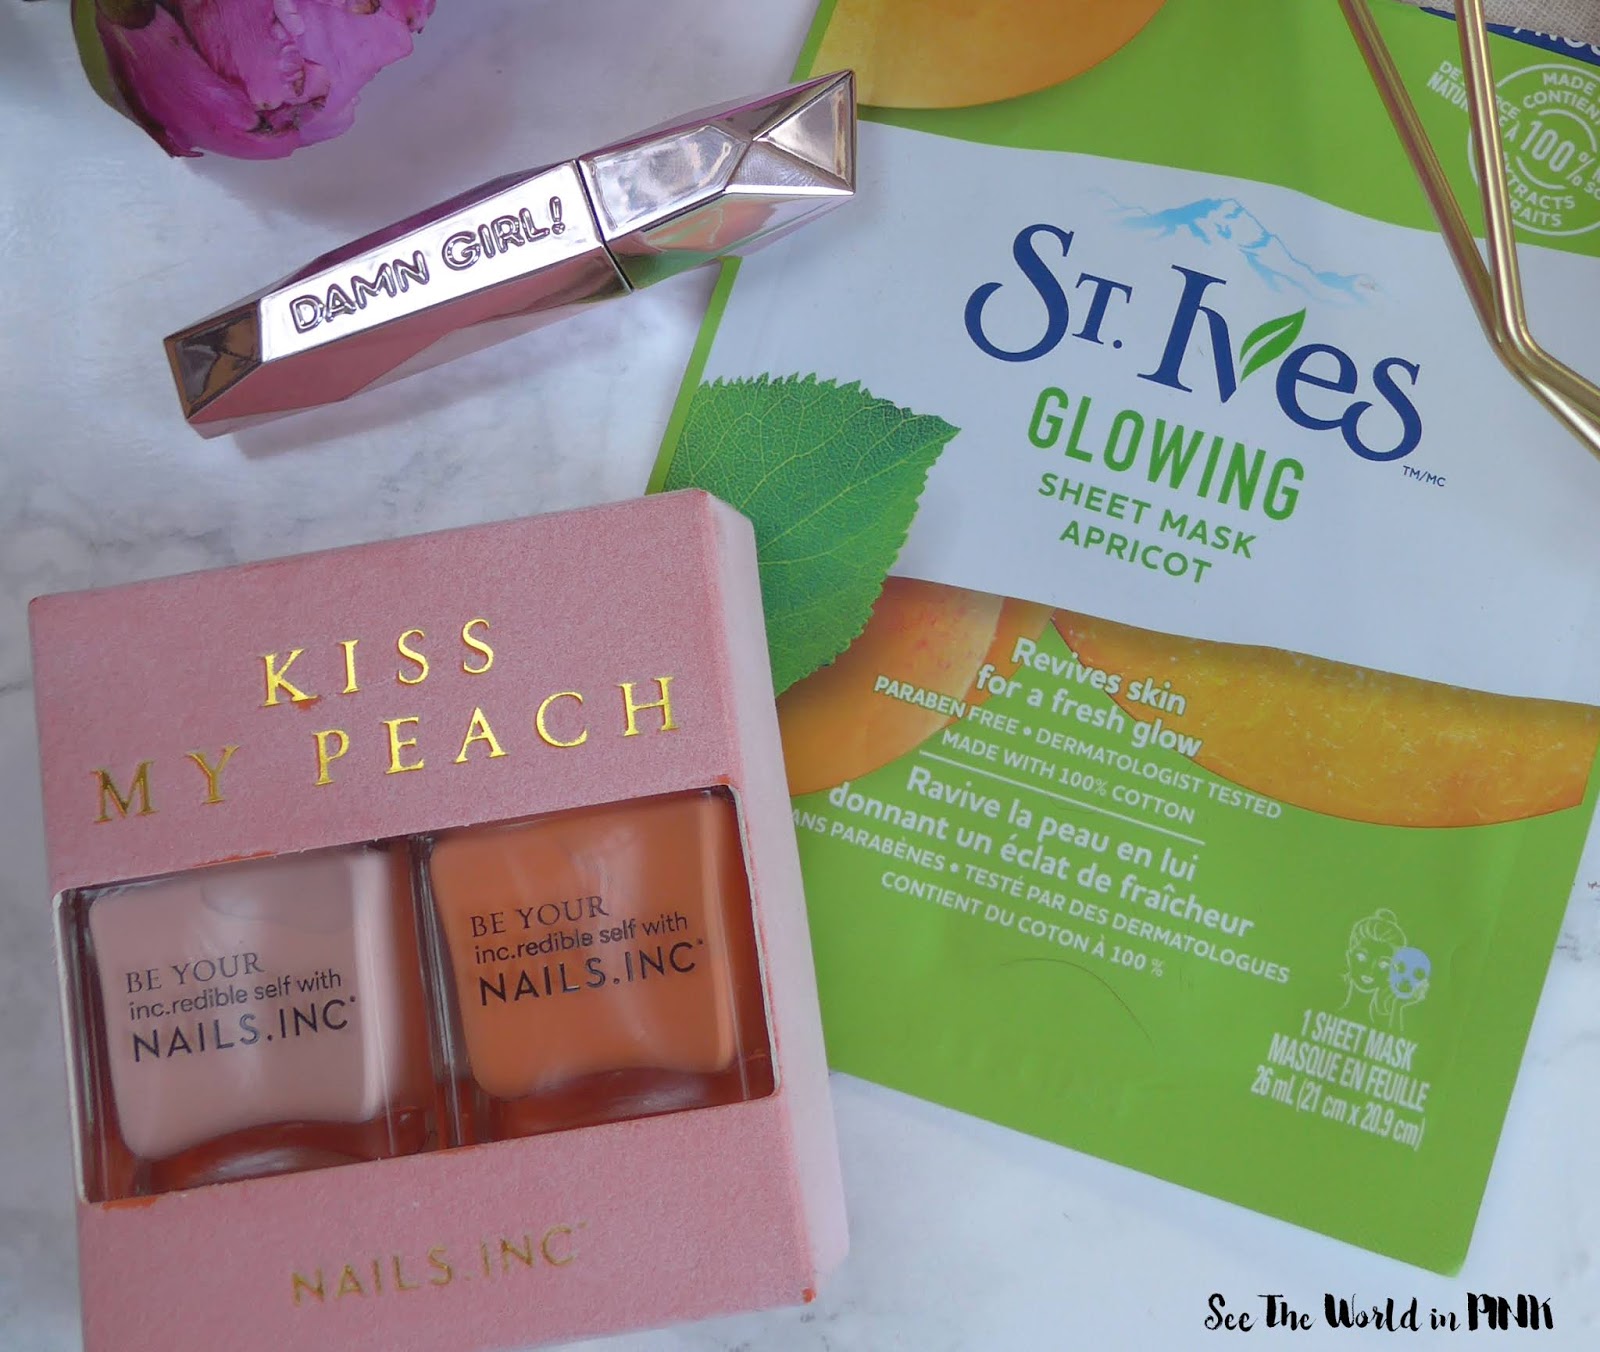 DAMN GIRL!
KISS
MY PEACH
BE YOUR
inc.redible self with
NAILS.INC
BE YOUR
inc.redible self with
NAILS.INC
NAILS.INC
MADE
CONTIENT
100%
EXTRACTS
ST. IVES
TM/MC
GLOWING
SHEET MASK
APRICOT
Revives skin
for a fresh glow
PARABEN FREE • DERMATOLOGIST TESTED
MADE WITH 100% COTTON
Ravive la peau en lui
donnant un éclat de fraîcheur
ANS PARABÈNES • TESTÉ PAR DES DERMATOLOGUES
CONTIENT DU COTON À 100 %
1 SHEET MASK
MASQUE EN FEUILLE
26 mL (21 cm x 20.9 cm)
SEE THE WORLD in PINK